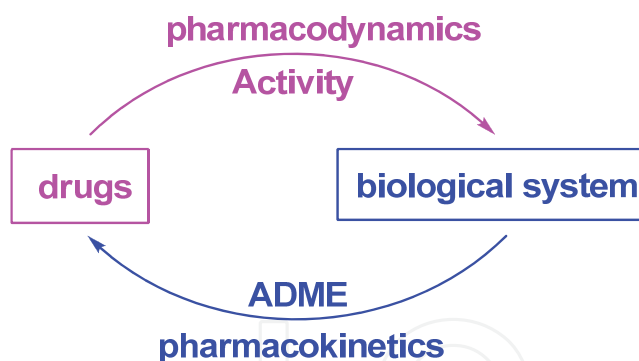 pharmacodynamics
Activity
drugs
biological system
ADME
pharmacokinetics